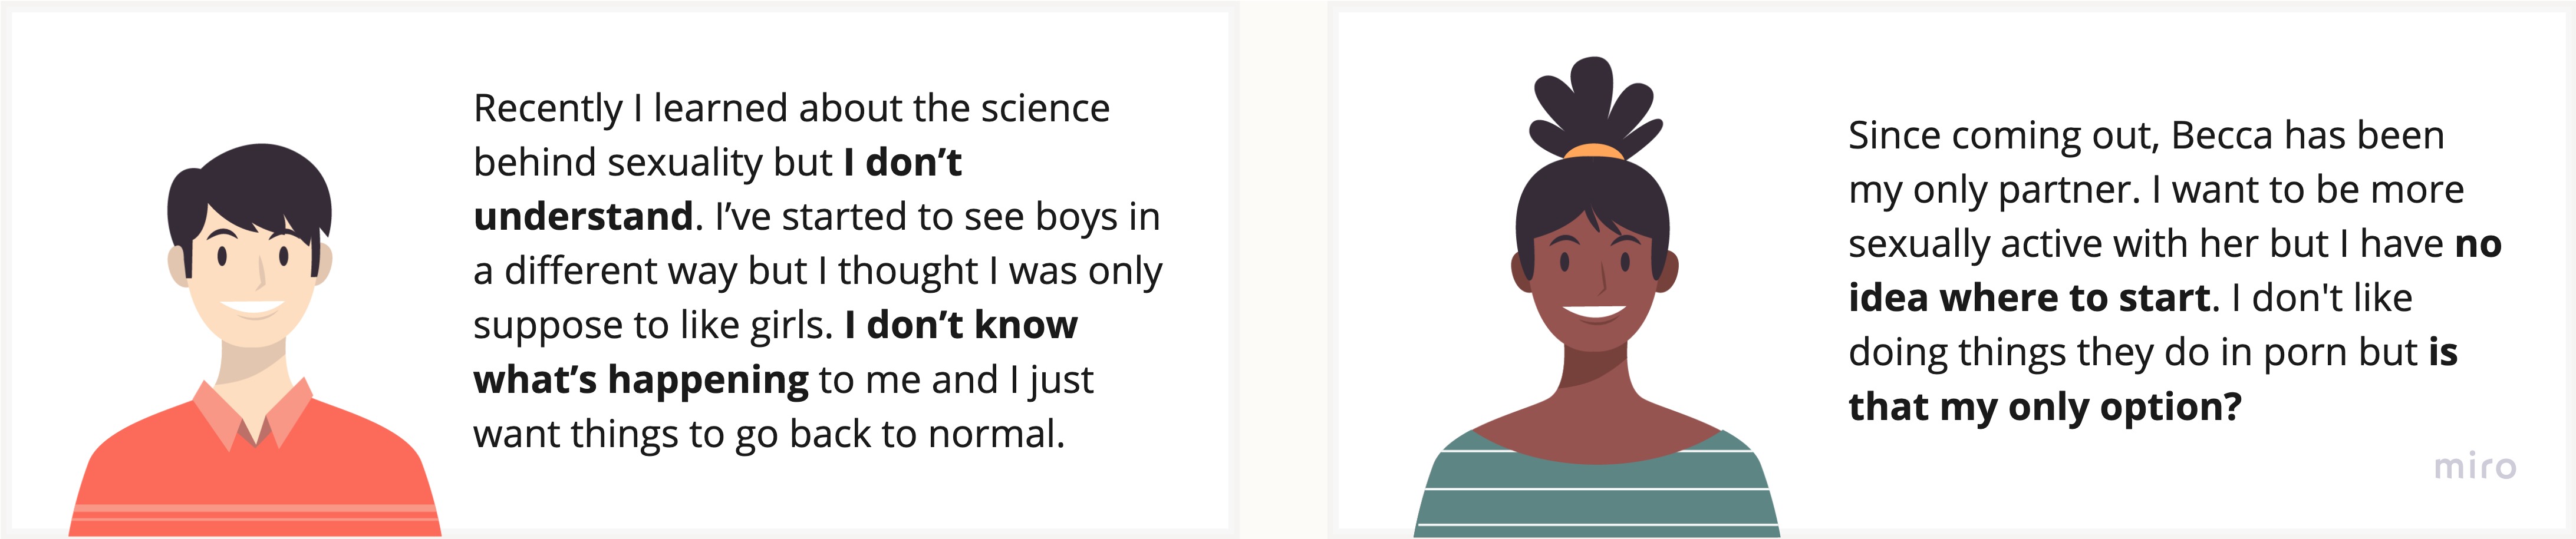 Recently I learned about the science
behind sexuality but I don’t
understand. I’ve started to see boys in
a different way but I thought I was only
suppose to like girls. I don’t know
what’s happening to me and I just
want things to go back to normal.
Since coming out, Becca has been
my only partner. I want to be more
sexually active with her but I have no
idea where to start. I don't like
doing things they do in porn but is
that my only option?
miro